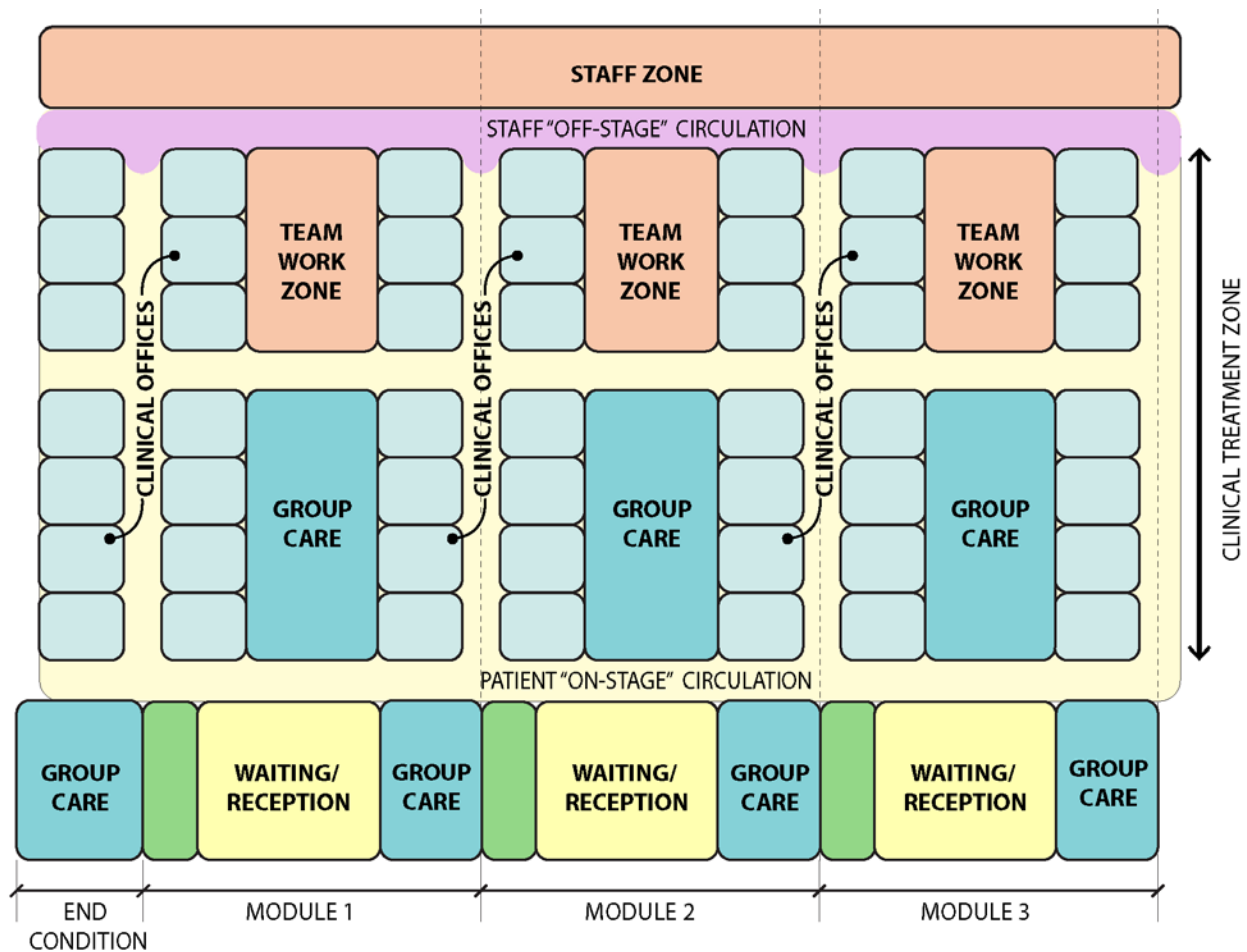 STAFF ZONE
STAFF "OFF-STAGE" CIRCULATION
TEAM
WORK
ZONE
TEAM
WORK
ZONE
TEAM
WORK
ZONE
CLINICAL OFFICES
CLINICAL OFFICES
CLINICAL OFFICES
CLINICAL TREATMENT ZONE
GROUP
CARE
GROUP
CARE
GROUP
CARE
PATIENT "ON-STAGE" CIRCULATION
GROUP
CARE
WAITING/
RECEPTION
GROUP
CARE
WAITING/
RECEPTION
GROUP
CARE
WAITING/
RECEPTION
GROUP
CARE
END
CONDITION
MODULE 1
MODULE 2
MODULE 3